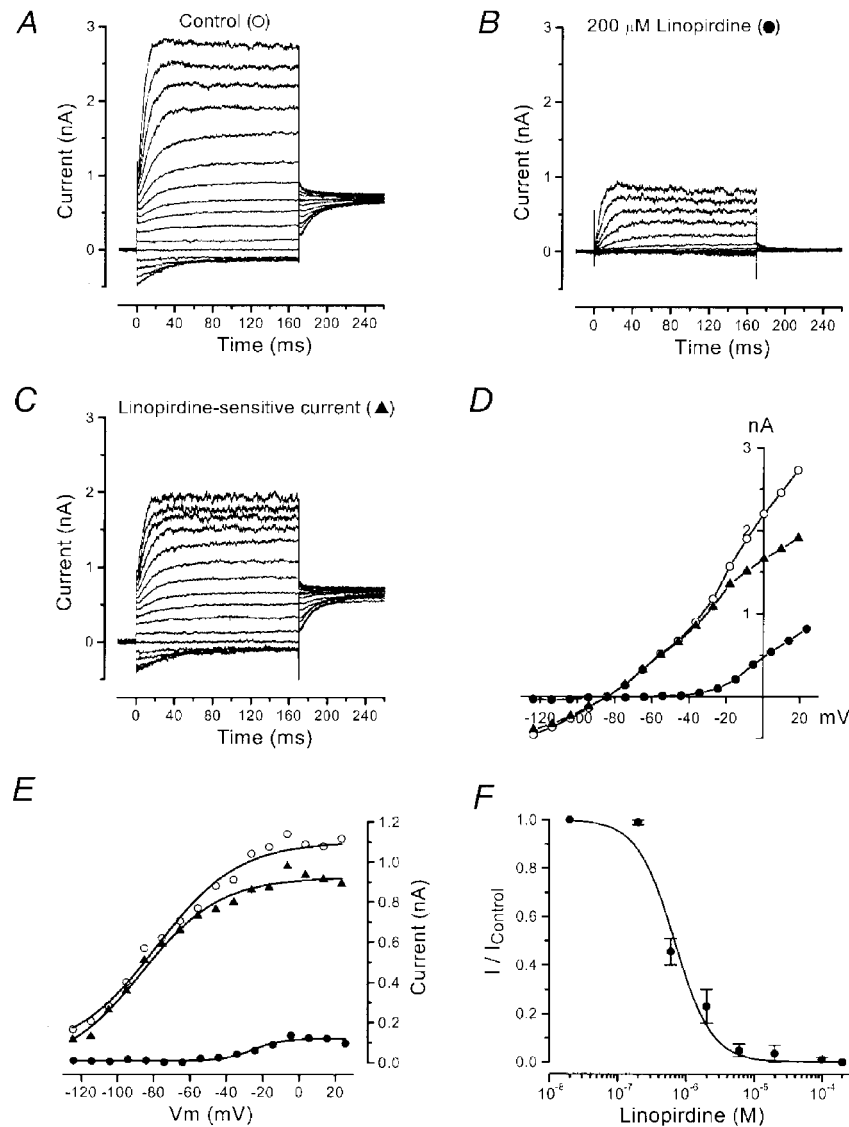 A
Control (○)
3
2
1
0
Current (nA)
0 40 80 120 160 200 240
Time (ms)
B
200 μM Linopirdine (●)
3
2
1
0
Current (nA)
0 40 80 120 160 200 240
Time (ms)
C
Linopirdine-sensitive current (▲)
3
2
1
0
Current (nA)
0 40 80 120 160 200 240
Time (ms)
D
nA
3
2
1
-120 -100 -80 -60 -40 -20 20 mV
E
1.2
1.0
0.8
0.6
0.4
0.2
0.0
Current (nA)
-120 -100 -80 -60 -40 -20 0 20
Vm (mV)
F
1.0
0.8
0.6
0.4
0.2
0.0
I / I_Control
10⁻⁸ 10⁻⁷ 10⁻⁶ 10⁻⁵ 10⁻⁴
Linopirdine (M)